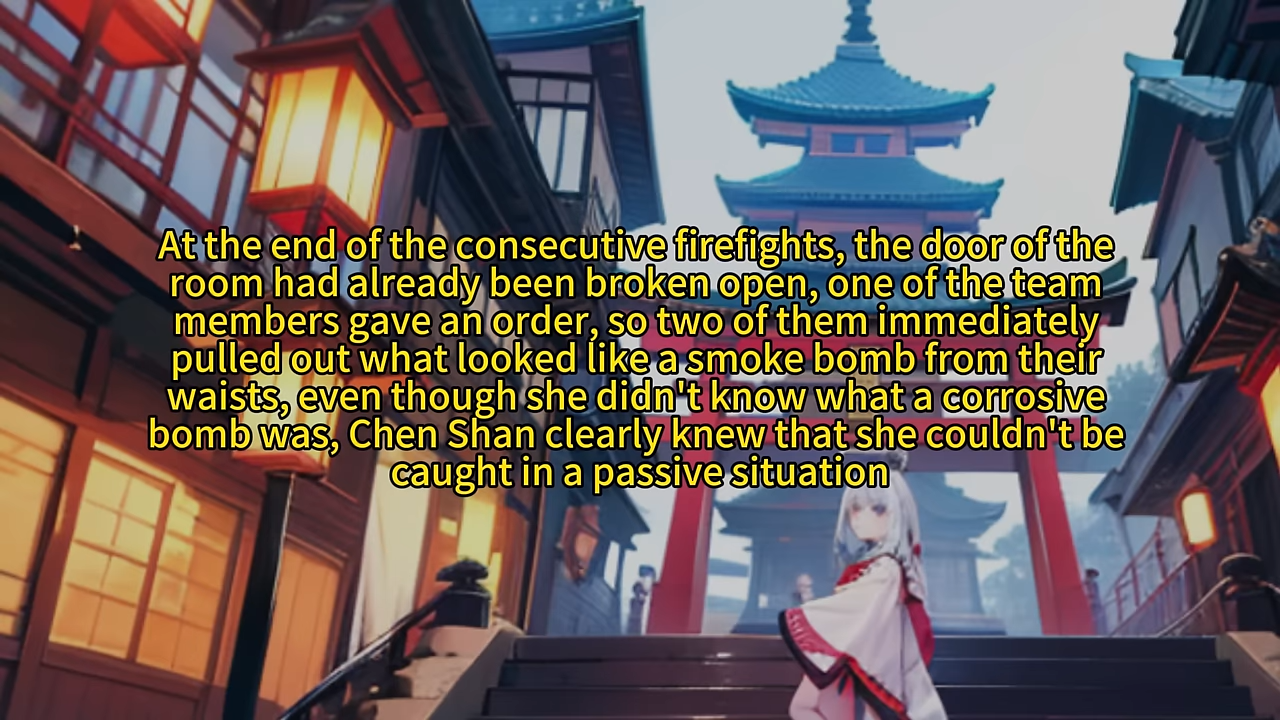 At the end of the consecutive firefights, the door of the
room had already been broken open, one of the team
members gave an order, so two of them immediately
pulled out what looked like a smoke bomb from their
waists, even though she didn't know what a corrosive
bomb was, Chen Shan clearly knew that she couldn't be
caught in a passive situation